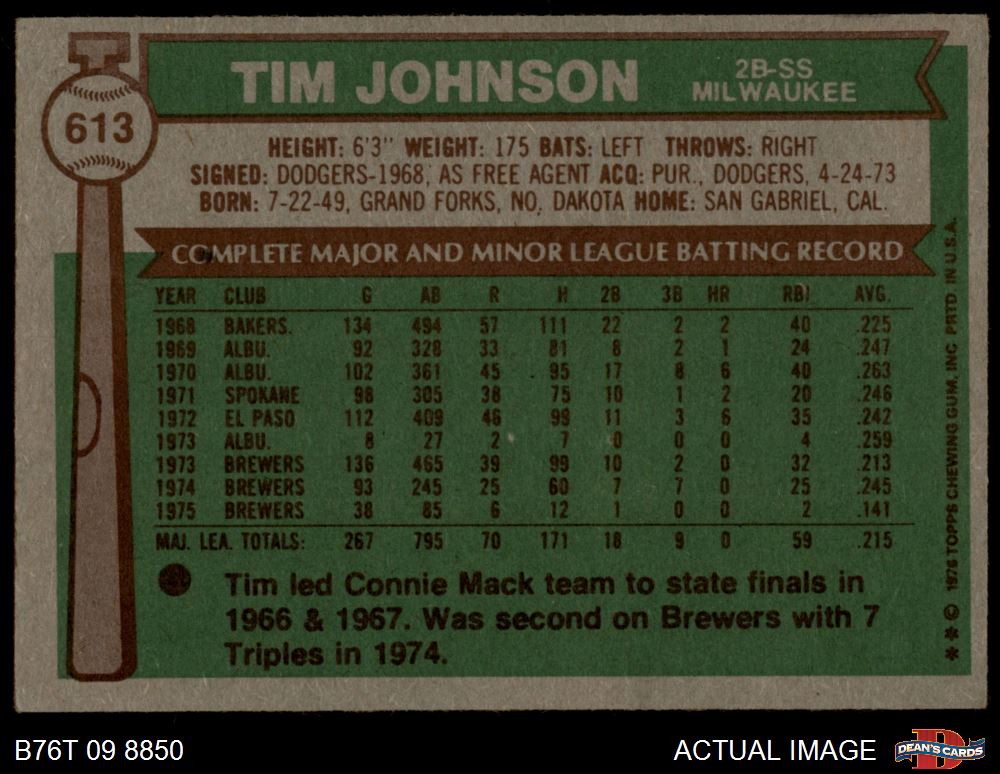 613
TIM JOHNSON 2B-SS
MILWAUKEE
HEIGHT: 6'3" WEIGHT: 175 BATS: LEFT THROWS: RIGHT
SIGNED: DODGERS-1968, AS FREE AGENT ACQ: PUR., DODGERS, 4-24-73
BORN: 7-22-49, GRAND FORKS, NO. DAKOTA HOME: SAN GABRIEL, CAL.
COMPLETE MAJOR AND MINOR LEAGUE BATTING RECORD
YEAR CLUB G AB R H 2B 3B HR RBI AVG.
1968 BAKERS. 134 494 57 111 22 2 2 40 .225
1969 ALBU. 92 328 33 81 8 2 1 24 .247
1970 ALBU. 102 361 45 95 17 8 6 40 .263
1971 SPOKANE 98 305 38 75 10 1 2 20 .246
1972 EL PASO 112 409 46 99 11 3 6 35 .242
1973 ALBU. 8 27 2 7 0 0 0 4 .259
1973 BREWERS 136 465 39 99 10 2 0 32 .213
1974 BREWERS 93 245 25 60 7 7 0 25 .245
1975 BREWERS 38 85 6 12 1 0 0 2 .141
MAJ. LEA. TOTALS: 267 795 70 171 18 9 0 59 .215
Tim led Connie Mack team to state finals in
1966 & 1967. Was second on Brewers with 7
Triples in 1974.
* * © 1976 TOPPS CHEWING GUM, INC. PRTD. IN U.S.A.
B76T 09 8850 ACTUAL IMAGE
D
DEAN'S CARDS